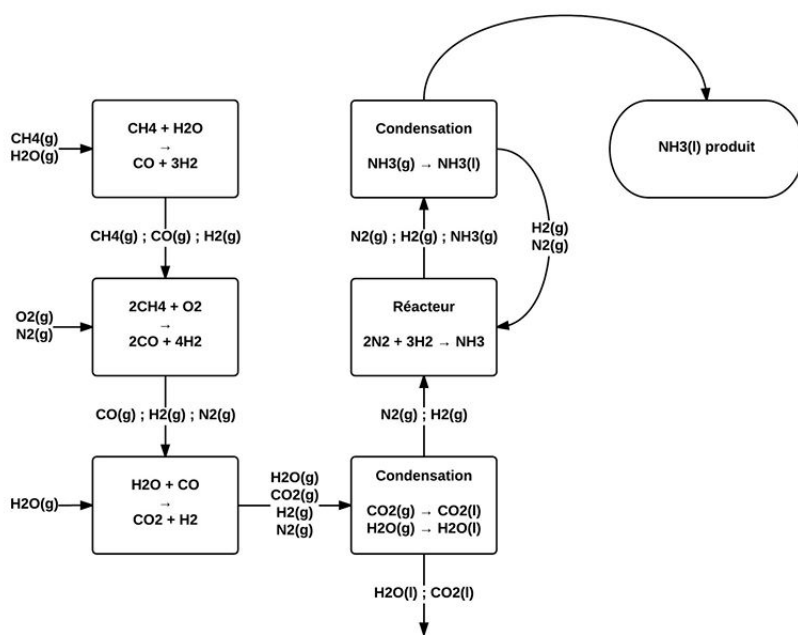 CH4(g)
H2O(g)
CH4 + H2O
→
CO + 3H2
CH4(g) ; CO(g) ; H2(g)
O2(g)
N2(g)
2CH4 + O2
→
2CO + 4H2
CO(g) ; H2(g) ; N2(g)
H2O(g)
H2O + CO
→
CO2 + H2
H2O(g)
CO2(g)
H2(g)
N2(g)
Condensation
CO2(g) → CO2(l)
H2O(g) → H2O(l)
H2O(l) ; CO2(l)
N2(g) ; H2(g)
Réacteur
2N2 + 3H2 → NH3
N2(g) ; H2(g) ; NH3(g)
H2(g)
N2(g)
Condensation
NH3(g) → NH3(l)
NH3(l) produit